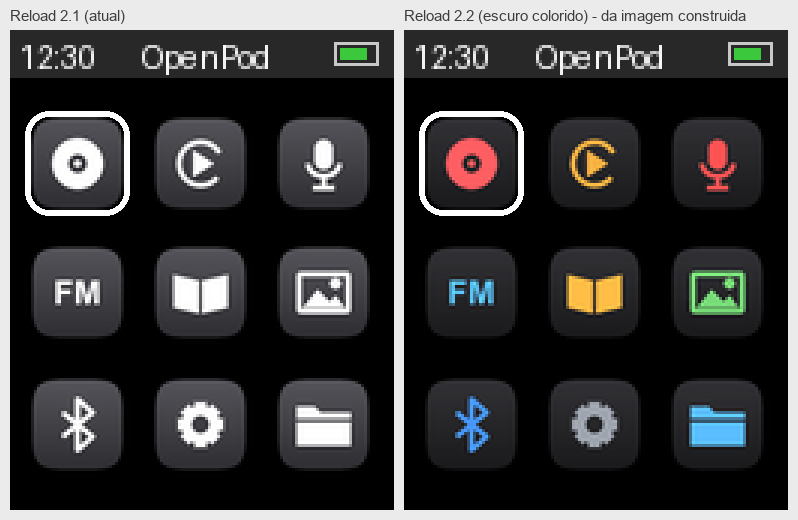 Reload 2.1 (atual)
Reload 2.2 (escuro colorido) - da imagem construida
12:30 OpenPod
12:30 OpenPod
FM
FM